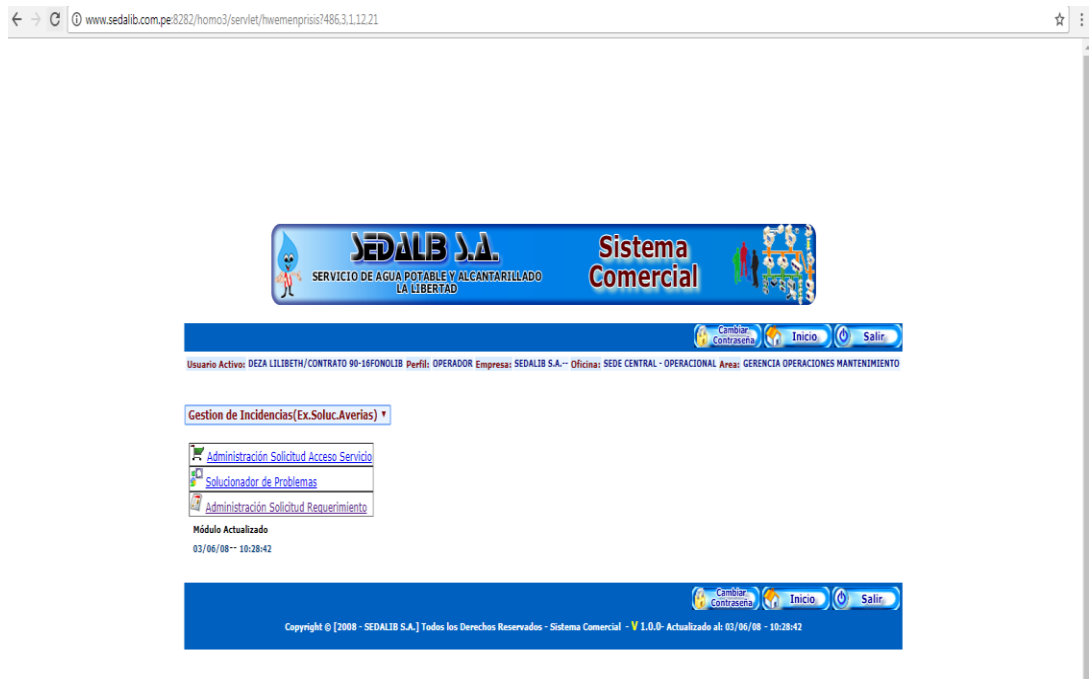 www.sedalib.com.pe:8282/homo3/servlet/hwemenprisis?486,3,1,12,21
SEDALIB S.A.
SERVICIO DE AGUA POTABLE Y ALCANTARILLADO
LA LIBERTAD
Sistema
Comercial
Cambiar Contraseña Inicio Salir
Usuario Activo: DEZA LILIBETH/CONTRATO 90-16FONOLIB Perfil: OPERADOR Empresa: SEDALIB S.A.-- Oficina: SEDE CENTRAL - OPERACIONAL Area: GERENCIA OPERACIONES MANTENIMIENTO
Gestion de Incidencias(Ex.Soluc.Averias)
Administración Solicitud Acceso Servicio
Solucionador de Problemas
Administración Solicitud Requerimiento
Módulo Actualizado
03/06/08-- 10:28:42
Cambiar Contraseña Inicio Salir
Copyright © [2008 - SEDALIB S.A.] Todos los Derechos Reservados - Sistema Comercial - V 1.0.0- Actualizado al: 03/06/08 - 10:28:42